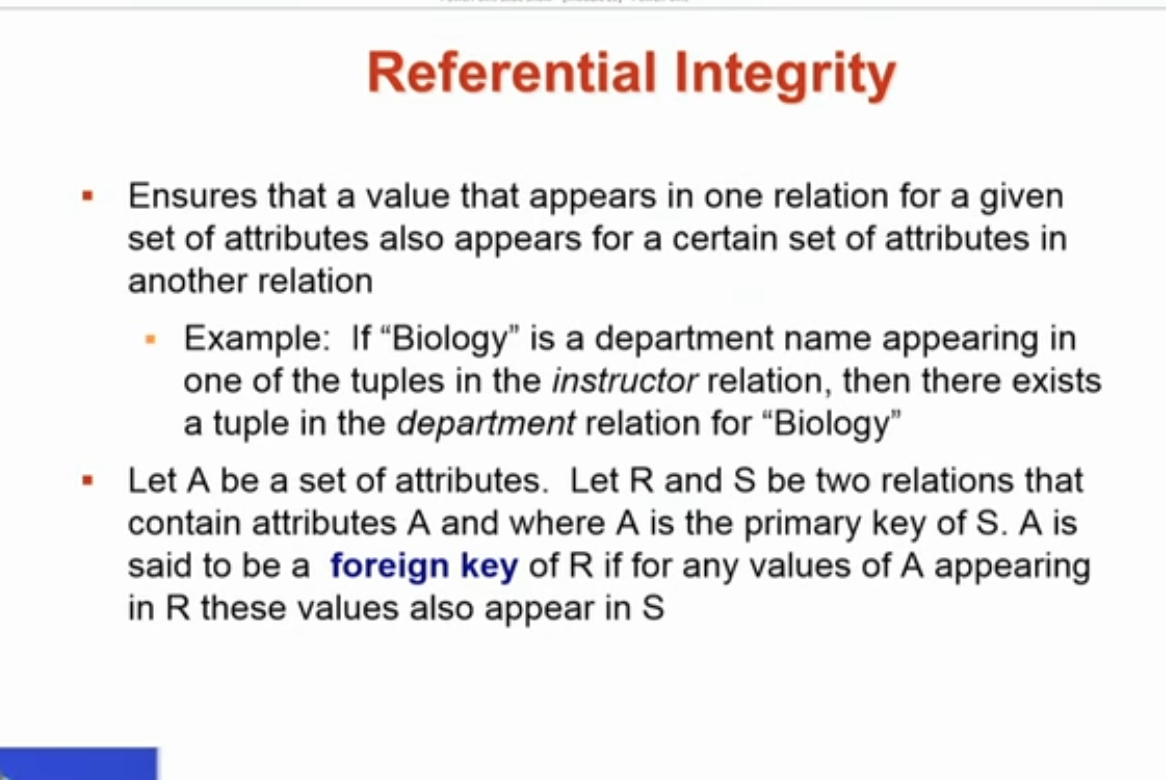 Referential Integrity
▪ Ensures that a value that appears in one relation for a given
set of attributes also appears for a certain set of attributes in
another relation
▪ Example:  If “Biology” is a department name appearing in
one of the tuples in the instructor relation, then there exists
a tuple in the department relation for “Biology”
▪ Let A be a set of attributes.  Let R and S be two relations that
contain attributes A and where A is the primary key of S. A is
said to be a  foreign key of R if for any values of A appearing
in R these values also appear in S